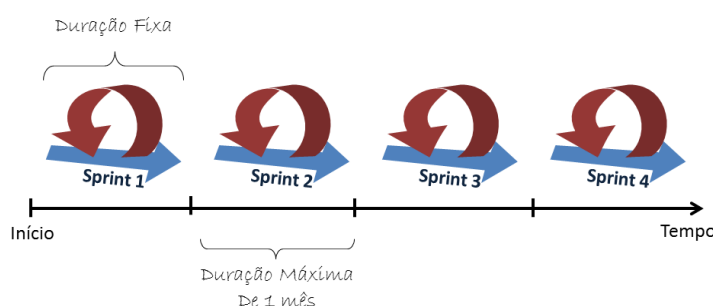 Duração Fixa
Sprint 1
Sprint 2
Sprint 3
Sprint 4
Início
Tempo
Duração Máxima
De 1 mês